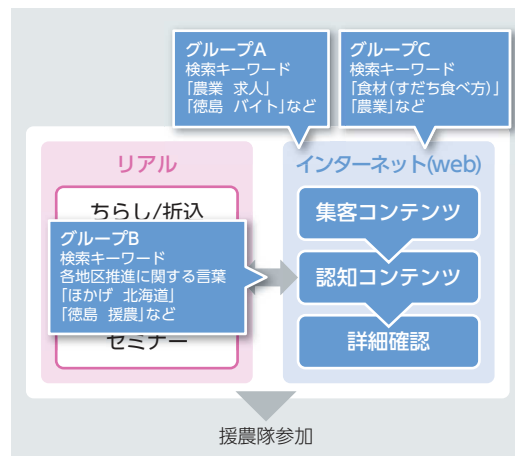 グループA
検索キーワード
「農業 求人」
「徳島 バイト」など
グループC
検索キーワード
「食材(すだち食べ方)」
「農業」など
リアル
ちらし/折込
グループB
検索キーワード
各地区推進に関する言葉
「ほかげ 北海道」
「徳島 援農」など
セミナー
インターネット(web)
集客コンテンツ
認知コンテンツ
詳細確認
援農隊参加